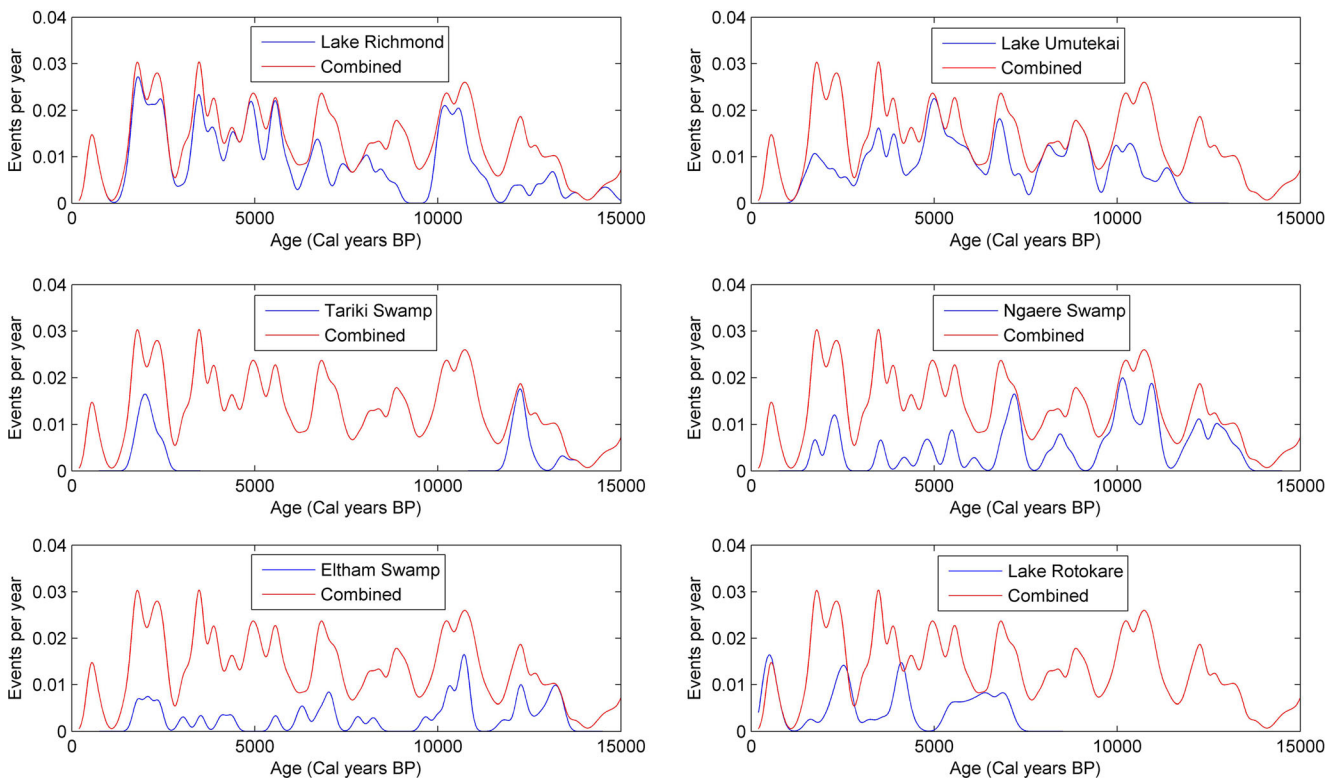 0.04
0.03
0.02
0.01
0
Events per year
Lake Richmond
Combined
0 5000 10000 15000
Age (Cal years BP)
0.04
0.03
0.02
0.01
0
Events per year
Lake Umutekai
Combined
0 5000 10000 15000
Age (Cal years BP)
0.04
0.03
0.02
0.01
0
Events per year
Tariki Swamp
Combined
0 5000 10000 15000
Age (Cal years BP)
0.04
0.03
0.02
0.01
0
Events per year
Ngaere Swamp
Combined
0 5000 10000 15000
Age (Cal years BP)
0.04
0.03
0.02
0.01
0
Events per year
Eltham Swamp
Combined
0 5000 10000 15000
Age (Cal years BP)
0.04
0.03
0.02
0.01
0
Events per year
Lake Rotokare
Combined
0 5000 10000 15000
Age (Cal years BP)